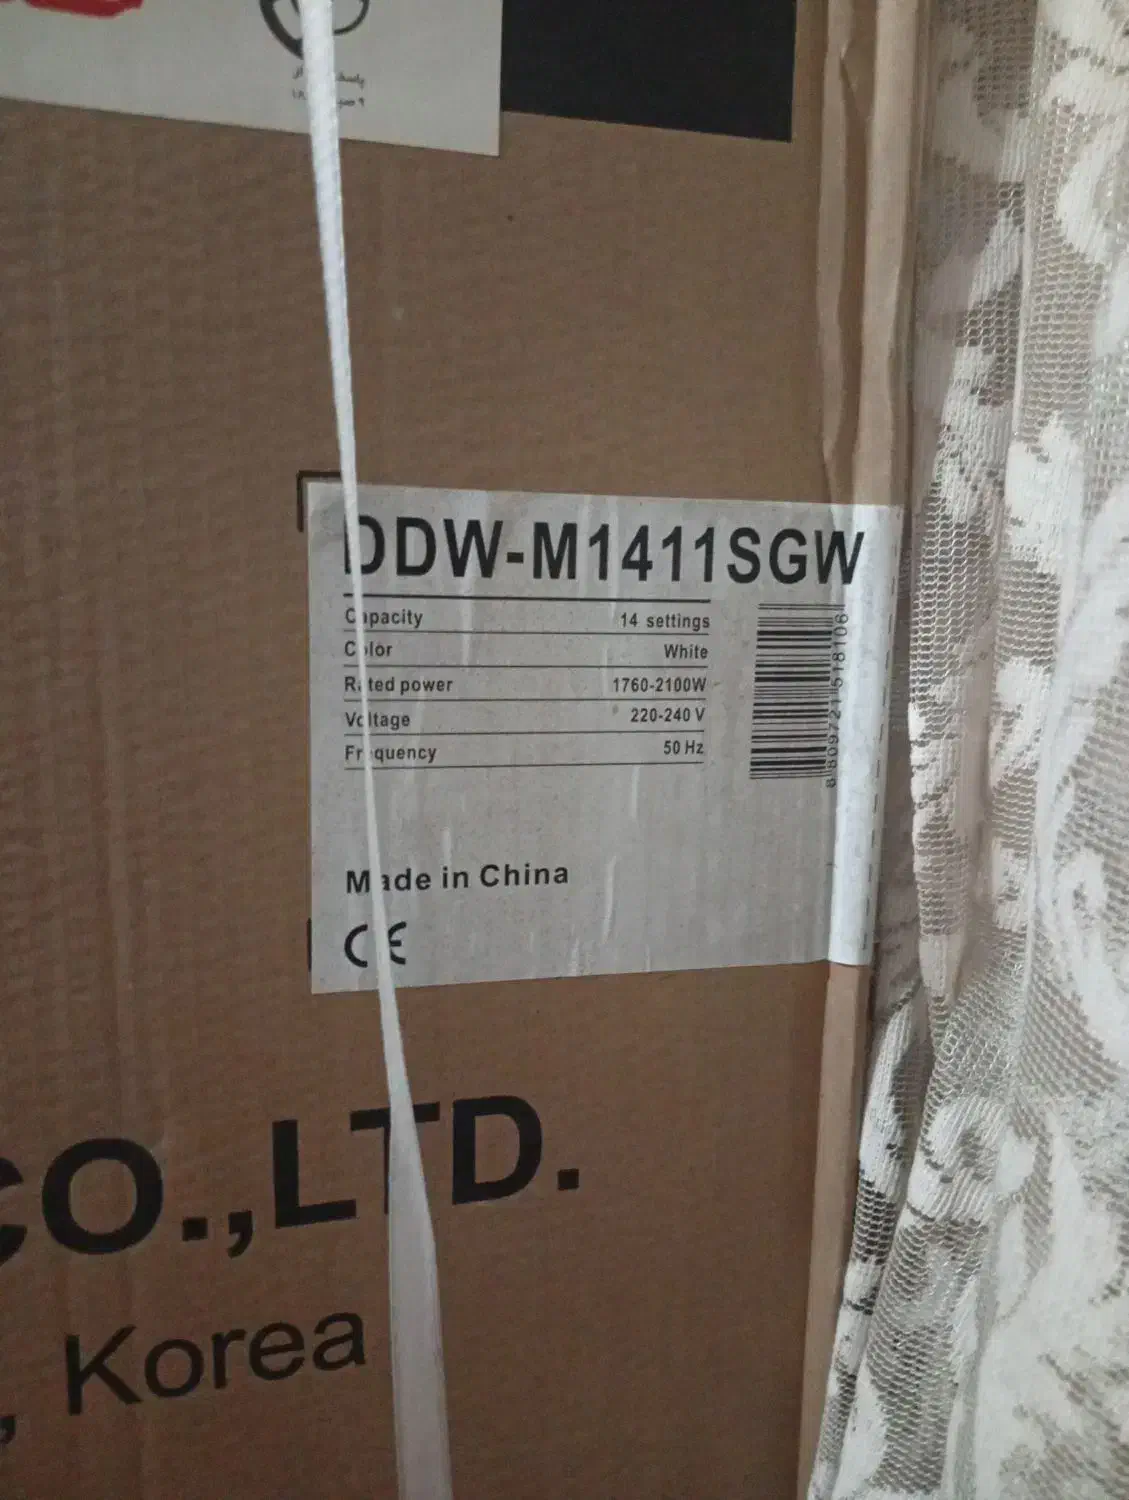 پاسخ
DDW-M1411SGW
Capacity 14 settings
Color White
Rated power 1760-2100W
Voltage 220-240 V
Frequency 50 Hz
Made in China
CE
CO.,LTD.
, Korea